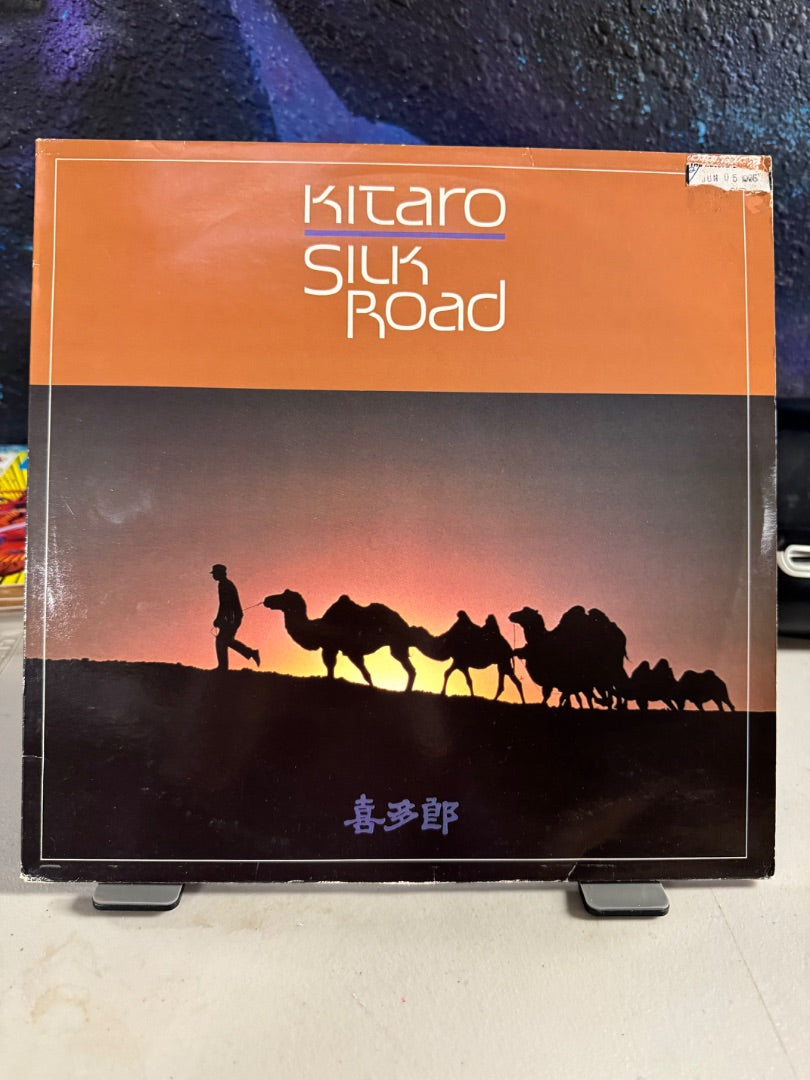 Kitaro
Silk
Road
喜多郎